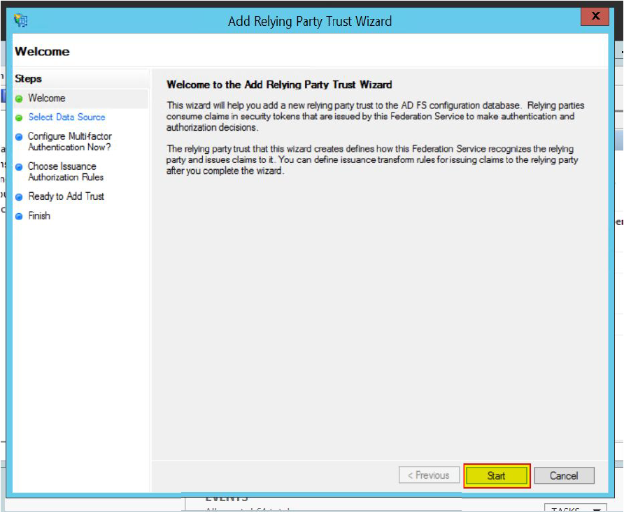 Add Relying Party Trust Wizard
x
Welcome
Steps
Welcome
Select Data Source
Configure Multi-factor
Authentication Now?
Choose Issuance
Authorization Rules
Ready to Add Trust
Finish
Welcome to the Add Relying Party Trust Wizard
This wizard will help you add a new relying party trust to the AD FS configuration database. Relying parties
consume claims in security tokens that are issued by this Federation Service to make authentication and
authorization decisions.
The relying party trust that this wizard creates defines how this Federation Service recognizes the relying
party and issues claims to it. You can define issuance transform rules for issuing claims to the relying party
after you complete the wizard.
< Previous
Start
Cancel
EVENTS
TASKS